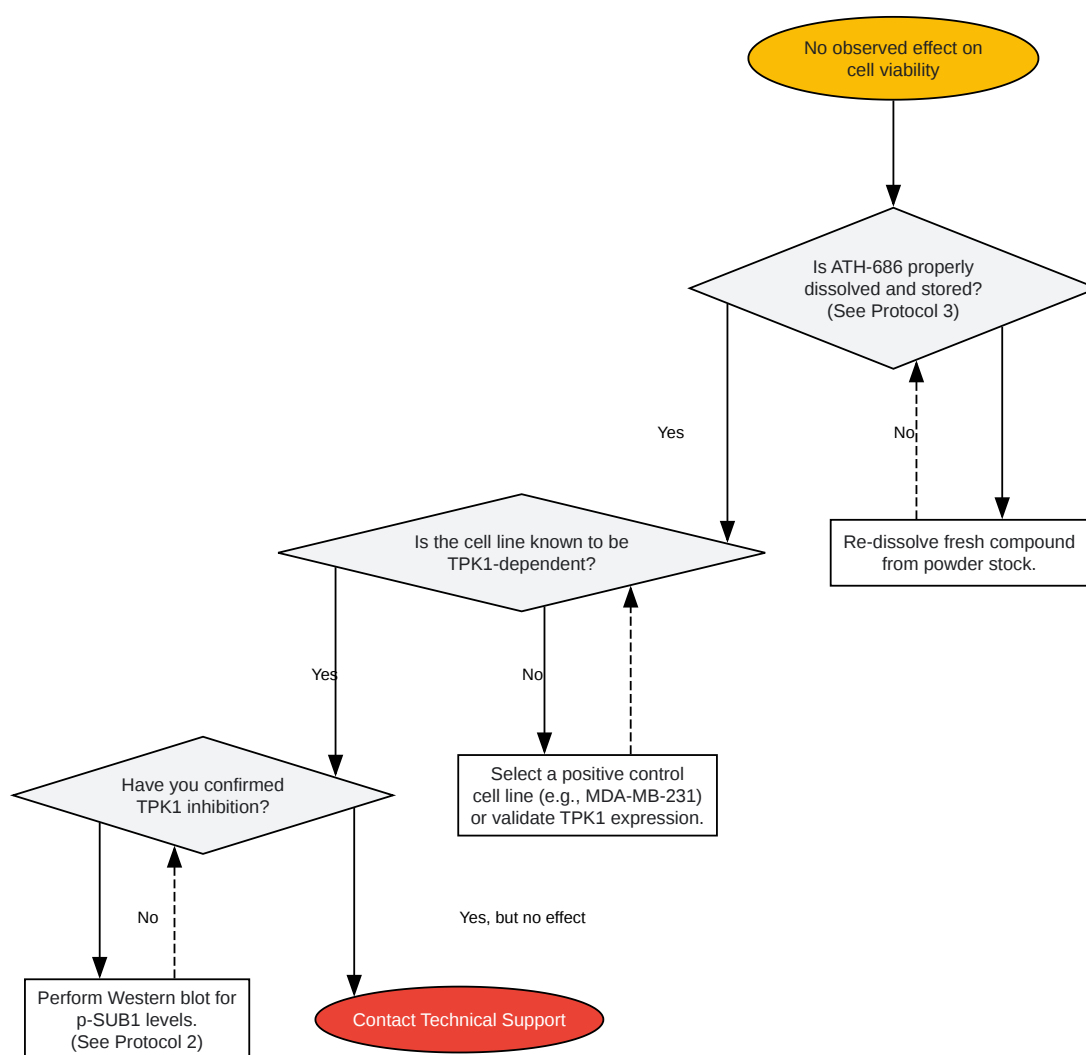 No observed effect on
cell viability
Is ATH-686 properly
dissolved and stored?
(See Protocol 3)
Yes
No
Re-dissolve fresh compound
from powder stock.
Is the cell line known to be
TPK1-dependent?
Yes
No
Select a positive control
cell line (e.g., MDA-MB-231)
or validate TPK1 expression.
Have you confirmed
TPK1 inhibition?
No
Yes, but no effect
Perform Western blot for
p-SUB1 levels.
(See Protocol 2)
Contact Technical Support